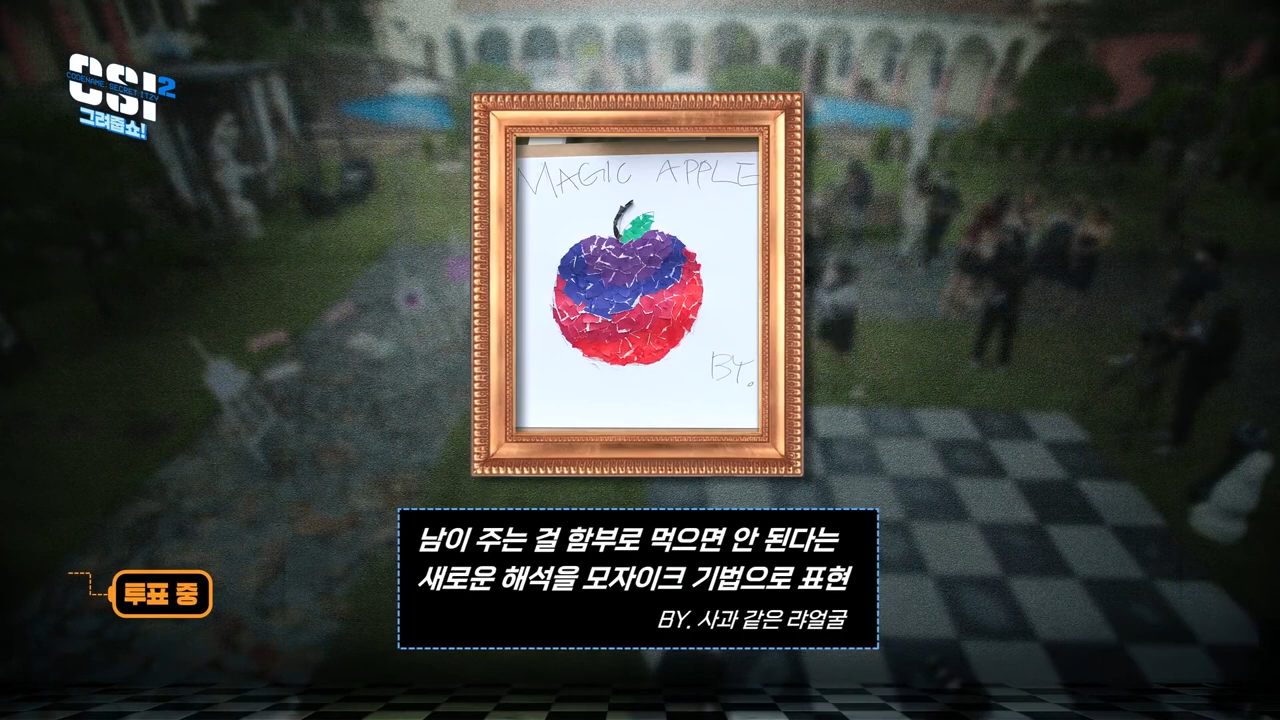 CSI2
CODENAME: SECRET ITZY
그려줍쇼!
MAGIC APPLE
BY.
남이 주는 걸 함부로 먹으면 안 된다는
새로운 해석을 모자이크 기법으로 표현
BY. 사과 같은 랴얼굴
투표 중